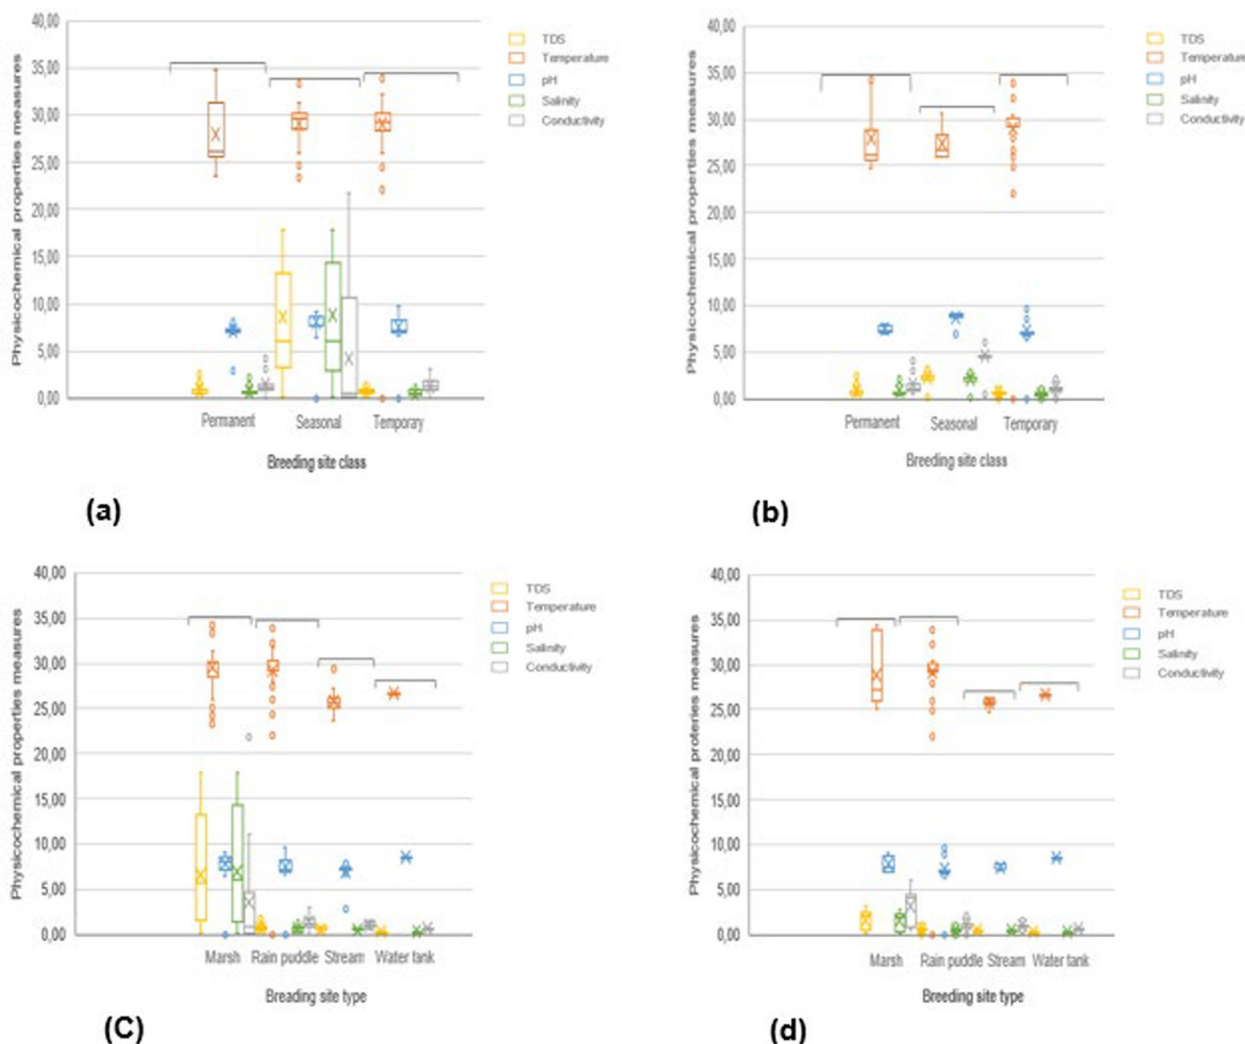 40,00
35,00
30,00
25,00
20,00
15,00
10,00
5,00
0,00
Physicochemical properties measures
TDS
Temperature
pH
Salinity
Conductivity
Permanent Seasonal Temporary
Breeding site class
(a)
40,00
35,00
30,00
25,00
20,00
15,00
10,00
5,00
0,00
Physicochemical properties measures
TDS
Temperature
pH
Salinity
Conductivity
Permanent Seasonal Temporary
Breeding site class
(b)
40,00
35,00
30,00
25,00
20,00
15,00
10,00
5,00
0,00
Physicochemical properties measures
TDS
Temperature
pH
Salinity
Conductivity
Marsh Rain puddle Stream Water tank
Breading site type
(C)
40,00
35,00
30,00
25,00
20,00
15,00
10,00
5,00
0,00
Physicochemical proteries measures
TDS
Temperature
pH
Salinity
Conductivity
Marsh Rain puddle Stream Water tank
Breeding site type
(d)